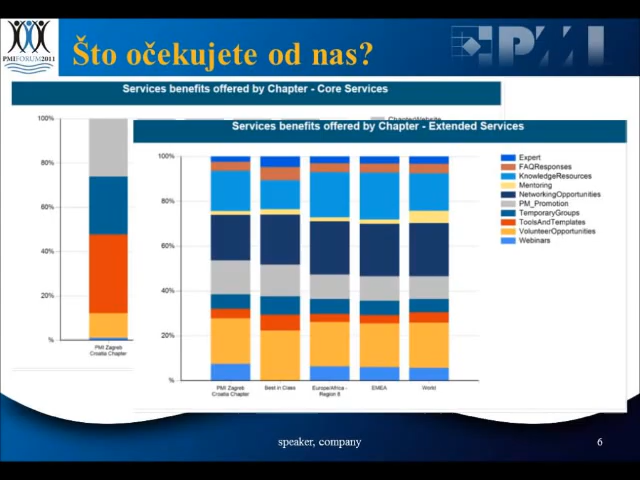 PMI FORUM 2011
Što očekujete od nas?
PMI
Services benefits offered by Chapter - Core Services
100%
80%
60%
40%
20%
%
PMI Zagreb
Croatia Chapter
Services benefits offered by Chapter - Extended Services
100%
80%
60%
40%
20%
%
PMI Zagreb
Croatia Chapter
Best in Class
Europe/Africa -
Region 8
EMEA
World
Expert
FAQResponses
KnowledgeResources
Mentoring
NetworkingOpportunities
PM_Promotion
TemporaryGroups
ToolsAndTemplates
VolunteerOpportunities
Webinars
speaker, company
6